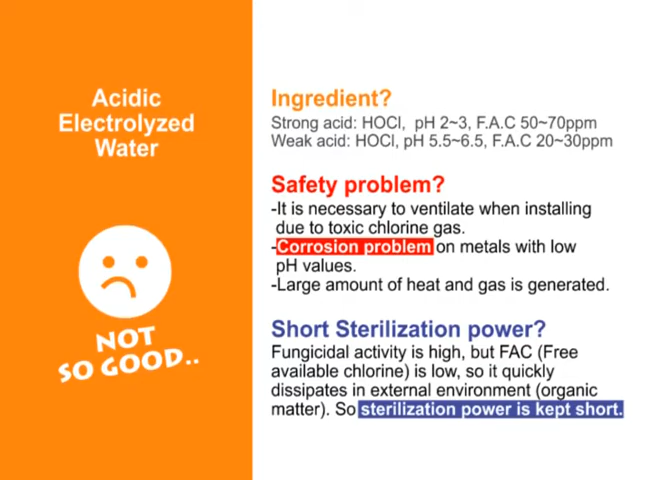 Acidic
Electrolyzed
Water
NOT
SO GOOD..
Ingredient?
Strong acid: HOCl, pH 2~3, F.A.C 50~70ppm
Weak acid: HOCl, pH 5.5~6.5, F.A.C 20~30ppm
Safety problem?
-It is necessary to ventilate when installing
due to toxic chlorine gas.
-Corrosion problem on metals with low
pH values.
-Large amount of heat and gas is generated.
Short Sterilization power?
Fungicidal activity is high, but FAC (Free
available chlorine) is low, so it quickly
dissipates in external environment (organic
matter). So sterilization power is kept short.